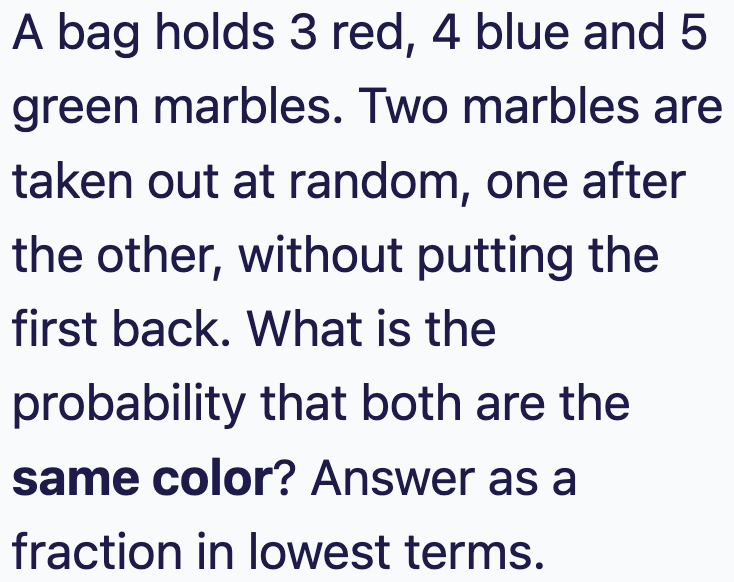 A bag holds 3 red, 4 blue and 5
green marbles. Two marbles are
taken out at random, one after
the other, without putting the
first back. What is the
probability that both are the
same color? Answer as a
fraction in lowest terms.